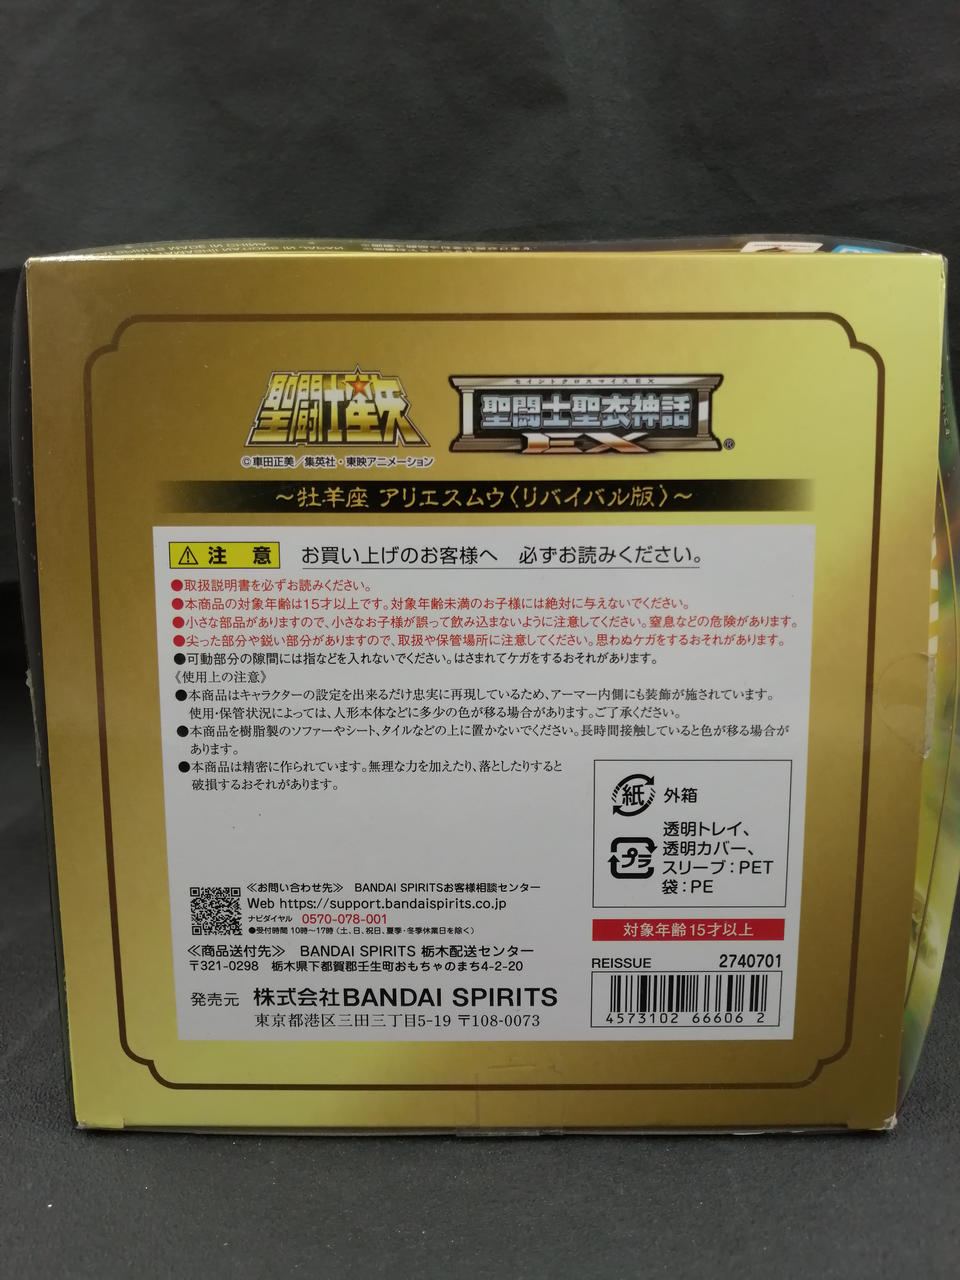 聖闘士星矢
©車田正美／集英社・東映アニメーション
セイントクロスマイスEX
聖闘士聖衣神話
EX
®
～牡羊座 アリエスムウ〈リバイバル版〉～
注 意
お買い上げのお客様へ 必ずお読みください。
●取扱説明書を必ずお読みください。
●本商品の対象年齢は15才以上です。対象年齢未満のお子様には絶対に与えないでください。
●小さな部品がありますので、小さなお子様が誤って飲み込まないように注意してください。窒息などの危険があります。
●尖った部分や鋭い部分がありますので、取扱や保管場所に注意してください。思わぬケガをするおそれがあります。
●可動部分の隙間には指などを入れないでください。はさまれてケガをするおそれがあります。
《使用上の注意》
●本商品はキャラクターの設定を出来るだけ忠実に再現しているため、アーマー内側にも装飾が施されています。
使用・保管状況によっては、人形本体などに多少の色が移る場合があります。ご了承ください。
●本商品を樹脂製のソファーやシート、タイルなどの上に置かないでください。長時間接触していると色が移る場合が
あります。
●本商品は精密に作られています。無理な力を加えたり、落としたりすると
破損するおそれがあります。
紙 外箱
プラ 透明トレイ、
透明カバー、
スリーブ：PET
袋：PE
≪お問い合わせ先≫ BANDAI SPIRITSお客様相談センター
Web https://support.bandaispirits.co.jp
ナビダイヤル 0570-078-001
●受付時間 10時～17時（土、日、祝日、夏季・冬季休業日を除く）
≪商品送付先≫ BANDAI SPIRITS 栃木配送センター
〒321-0298 栃木県下都賀郡壬生町おもちゃのまち4-2-20
発売元 株式会社BANDAI SPIRITS
東京都港区三田三丁目5-19 〒108-0073
対象年齢15才以上
REISSUE 2740701
4573102 66606 2